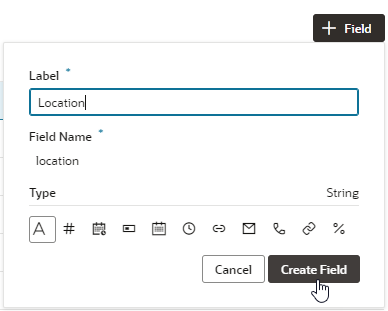 + Field
Label *
Location
Field Name *
location
Type String
A # %
Cancel Create Field